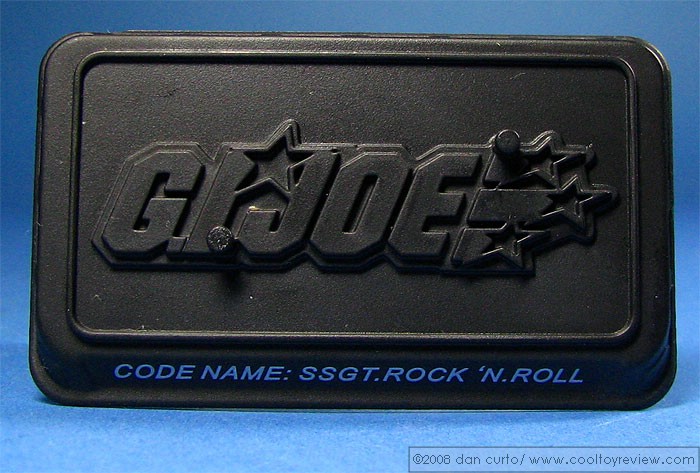 G.I.JOE
CODE NAME: SSGT.ROCK ‘N.ROLL
©2008 dan curto/ www.cooltoyreview.com